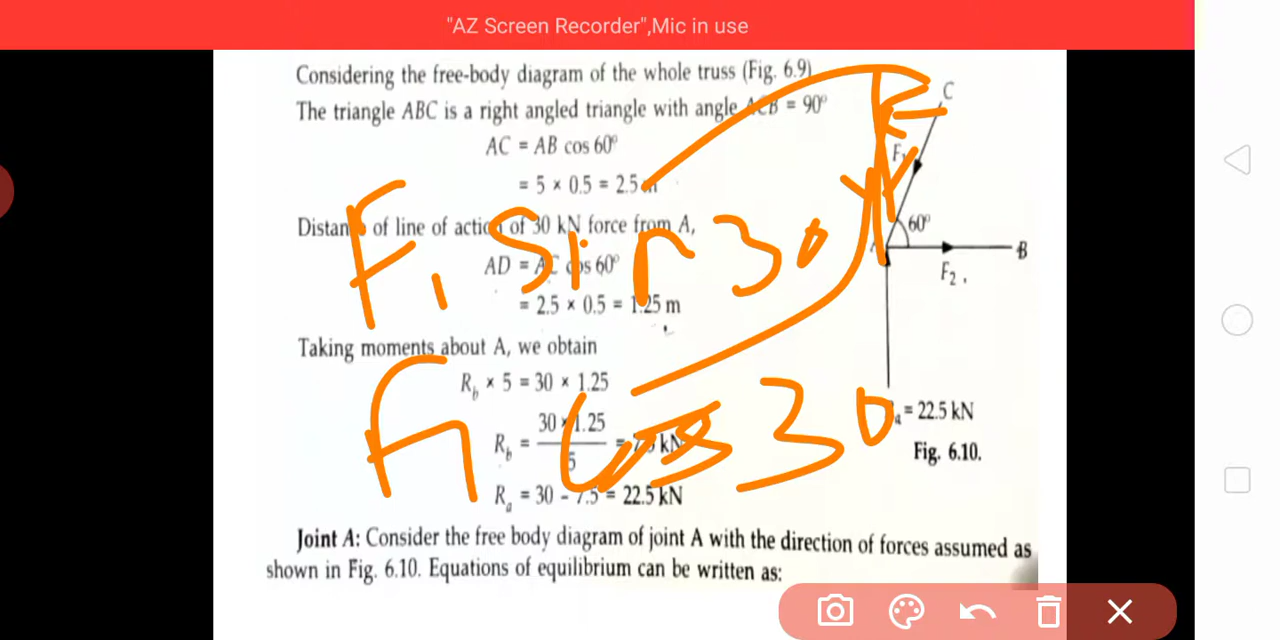 "AZ Screen Recorder",Mic in use
Considering the free-body diagram of the whole truss (Fig. 6.9)
The triangle ABC is a right angled triangle with angle ACB = 90°
AC = AB cos 60°
= 5 × 0.5 = 2.5 m
Distance of line of action of 30 kN force from A,
AD = AC cos 60°
= 2.5 × 0.5 = 1.25 m
Taking moments about A, we obtain
R_b × 5 = 30 × 1.25
R_b = 30 × 1.25 / 5 = 7.5 kN
R_a = 30 - 7.5 = 22.5 kN
Joint A: Consider the free body diagram of joint A with the direction of forces assumed as
shown in Fig. 6.10. Equations of equilibrium can be written as:
C
F₁
60°
A
B
F₂
= 22.5 kN
Fig. 6.10.
F₁ Sin 30
F₁ Cos 30